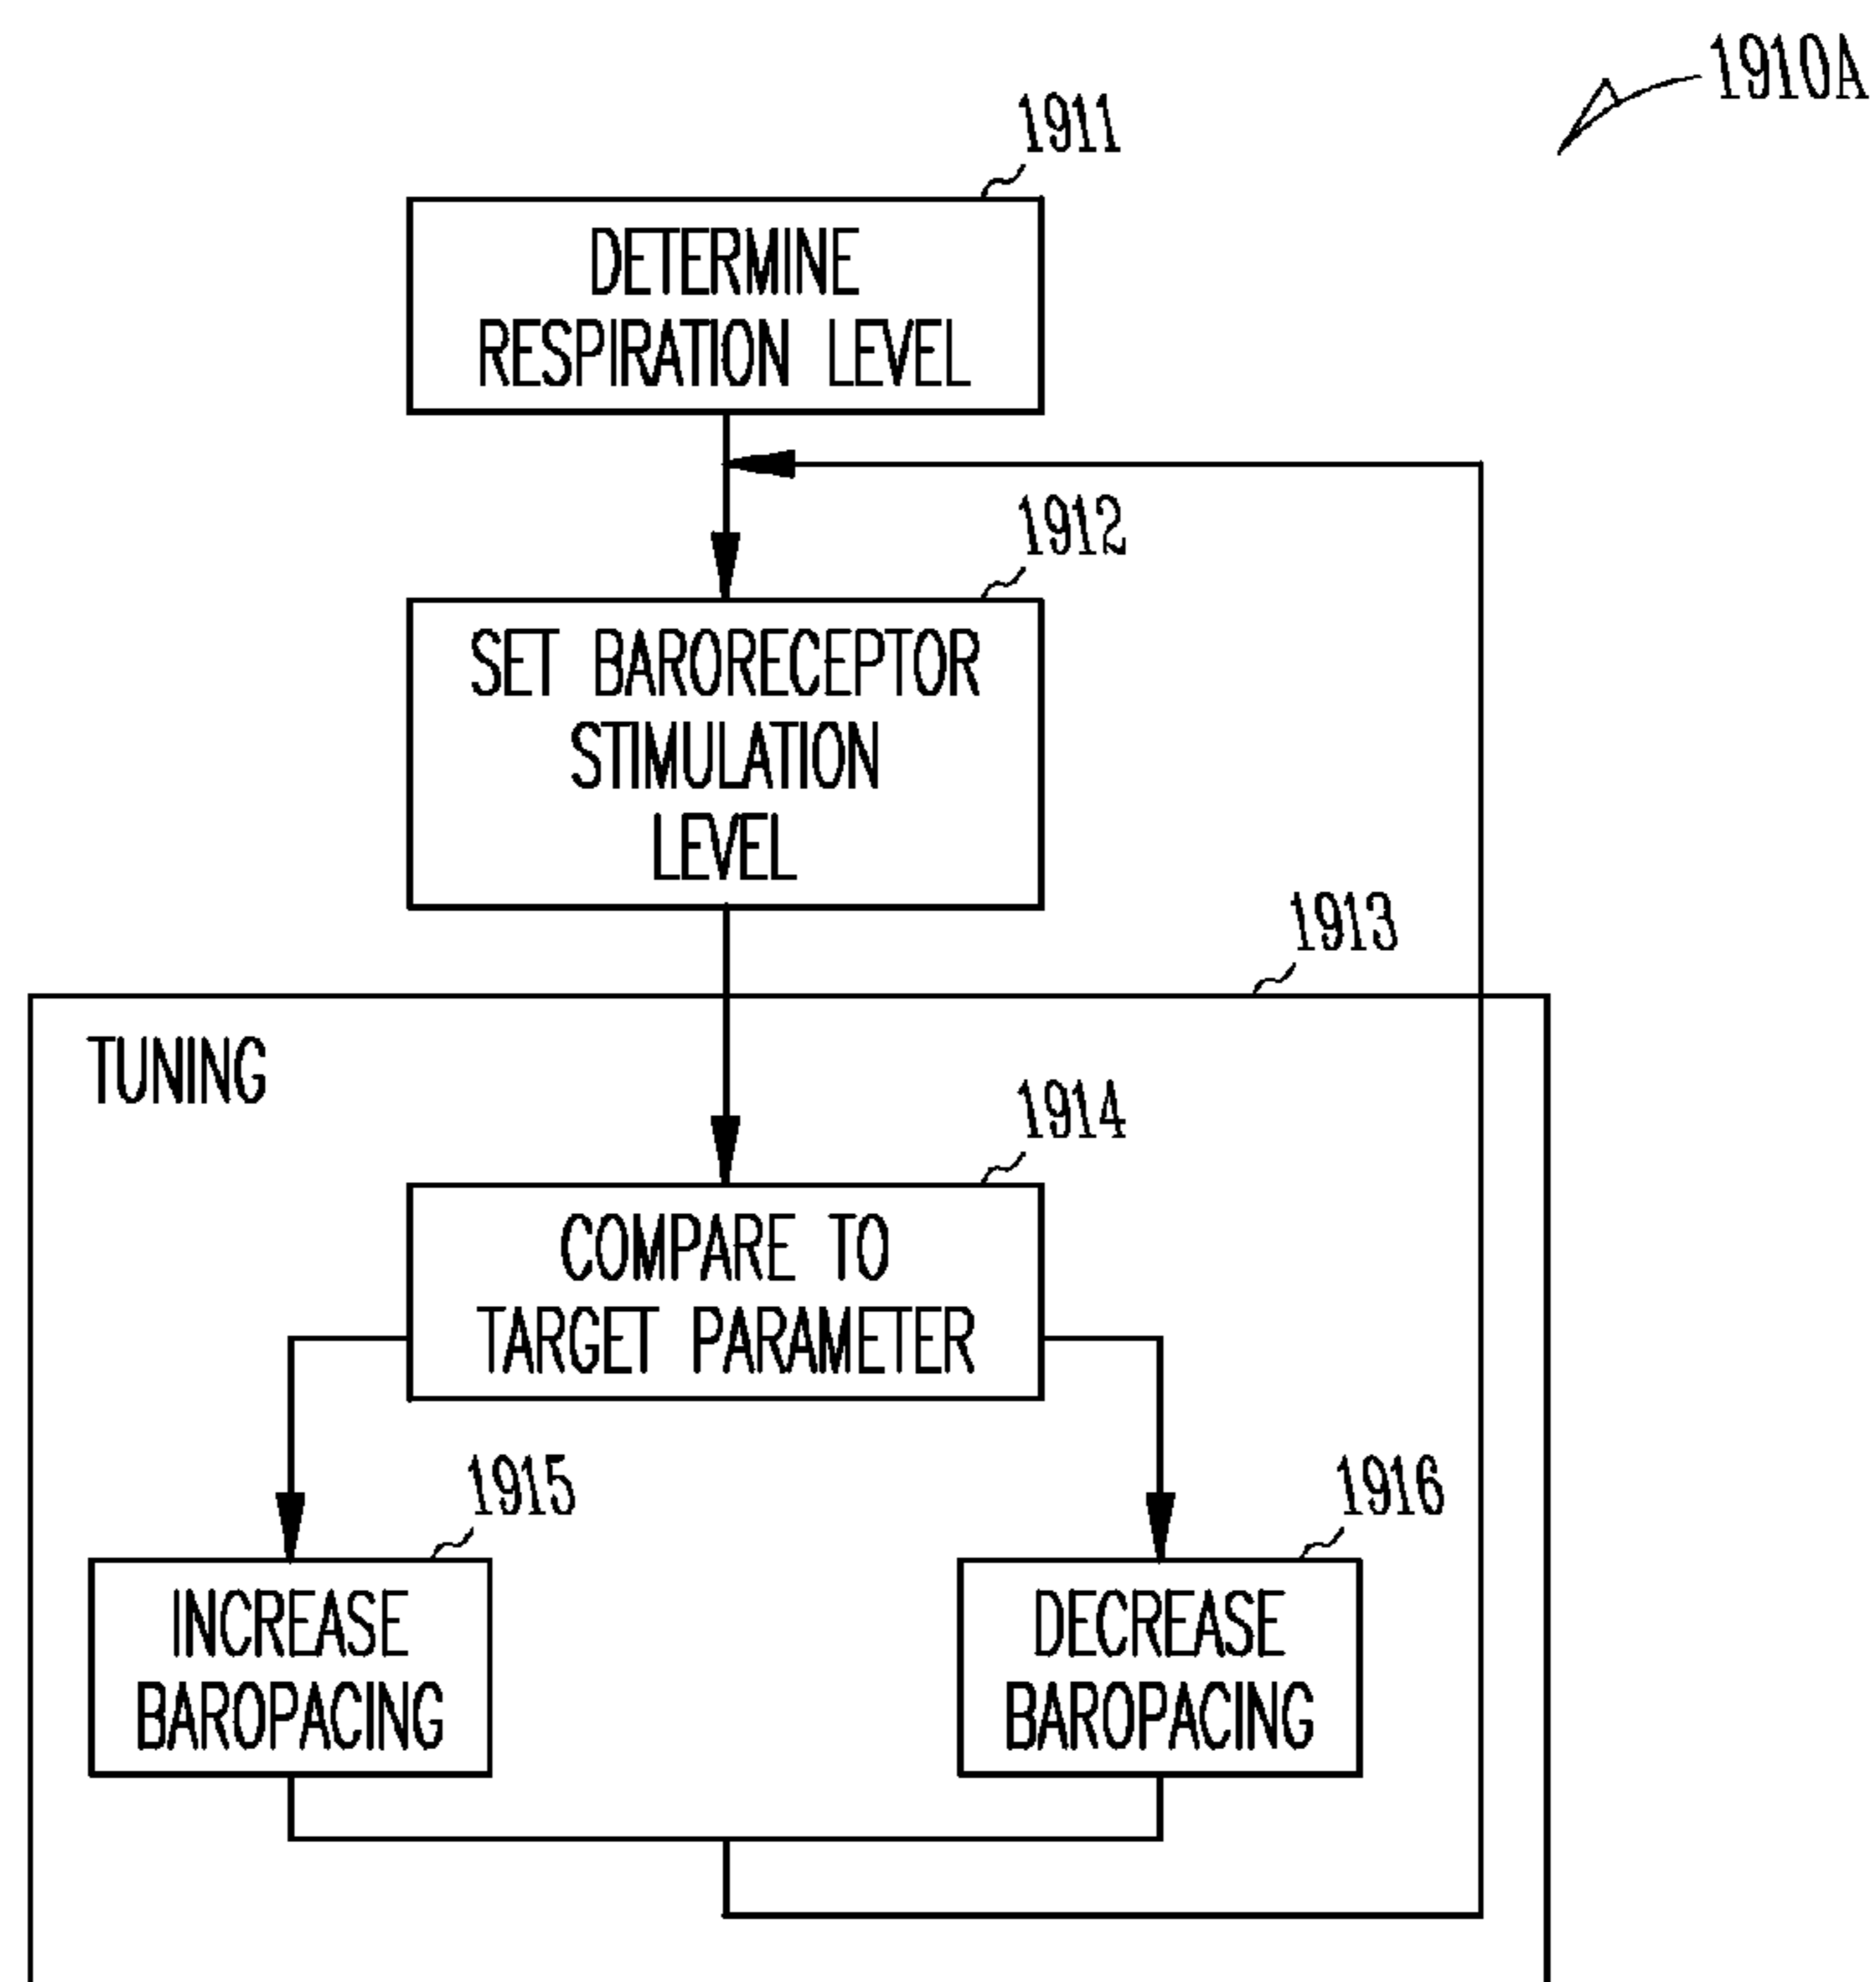 1910A
1911
DETERMINE
RESPIRATION LEVEL
1912
SET BARORECEPTOR
STIMULATION
LEVEL
1913
TUNING
1914
COMPARE TO
TARGET PARAMETER
1915
INCREASE
BAROPACING
1916
DECREASE
BAROPACING